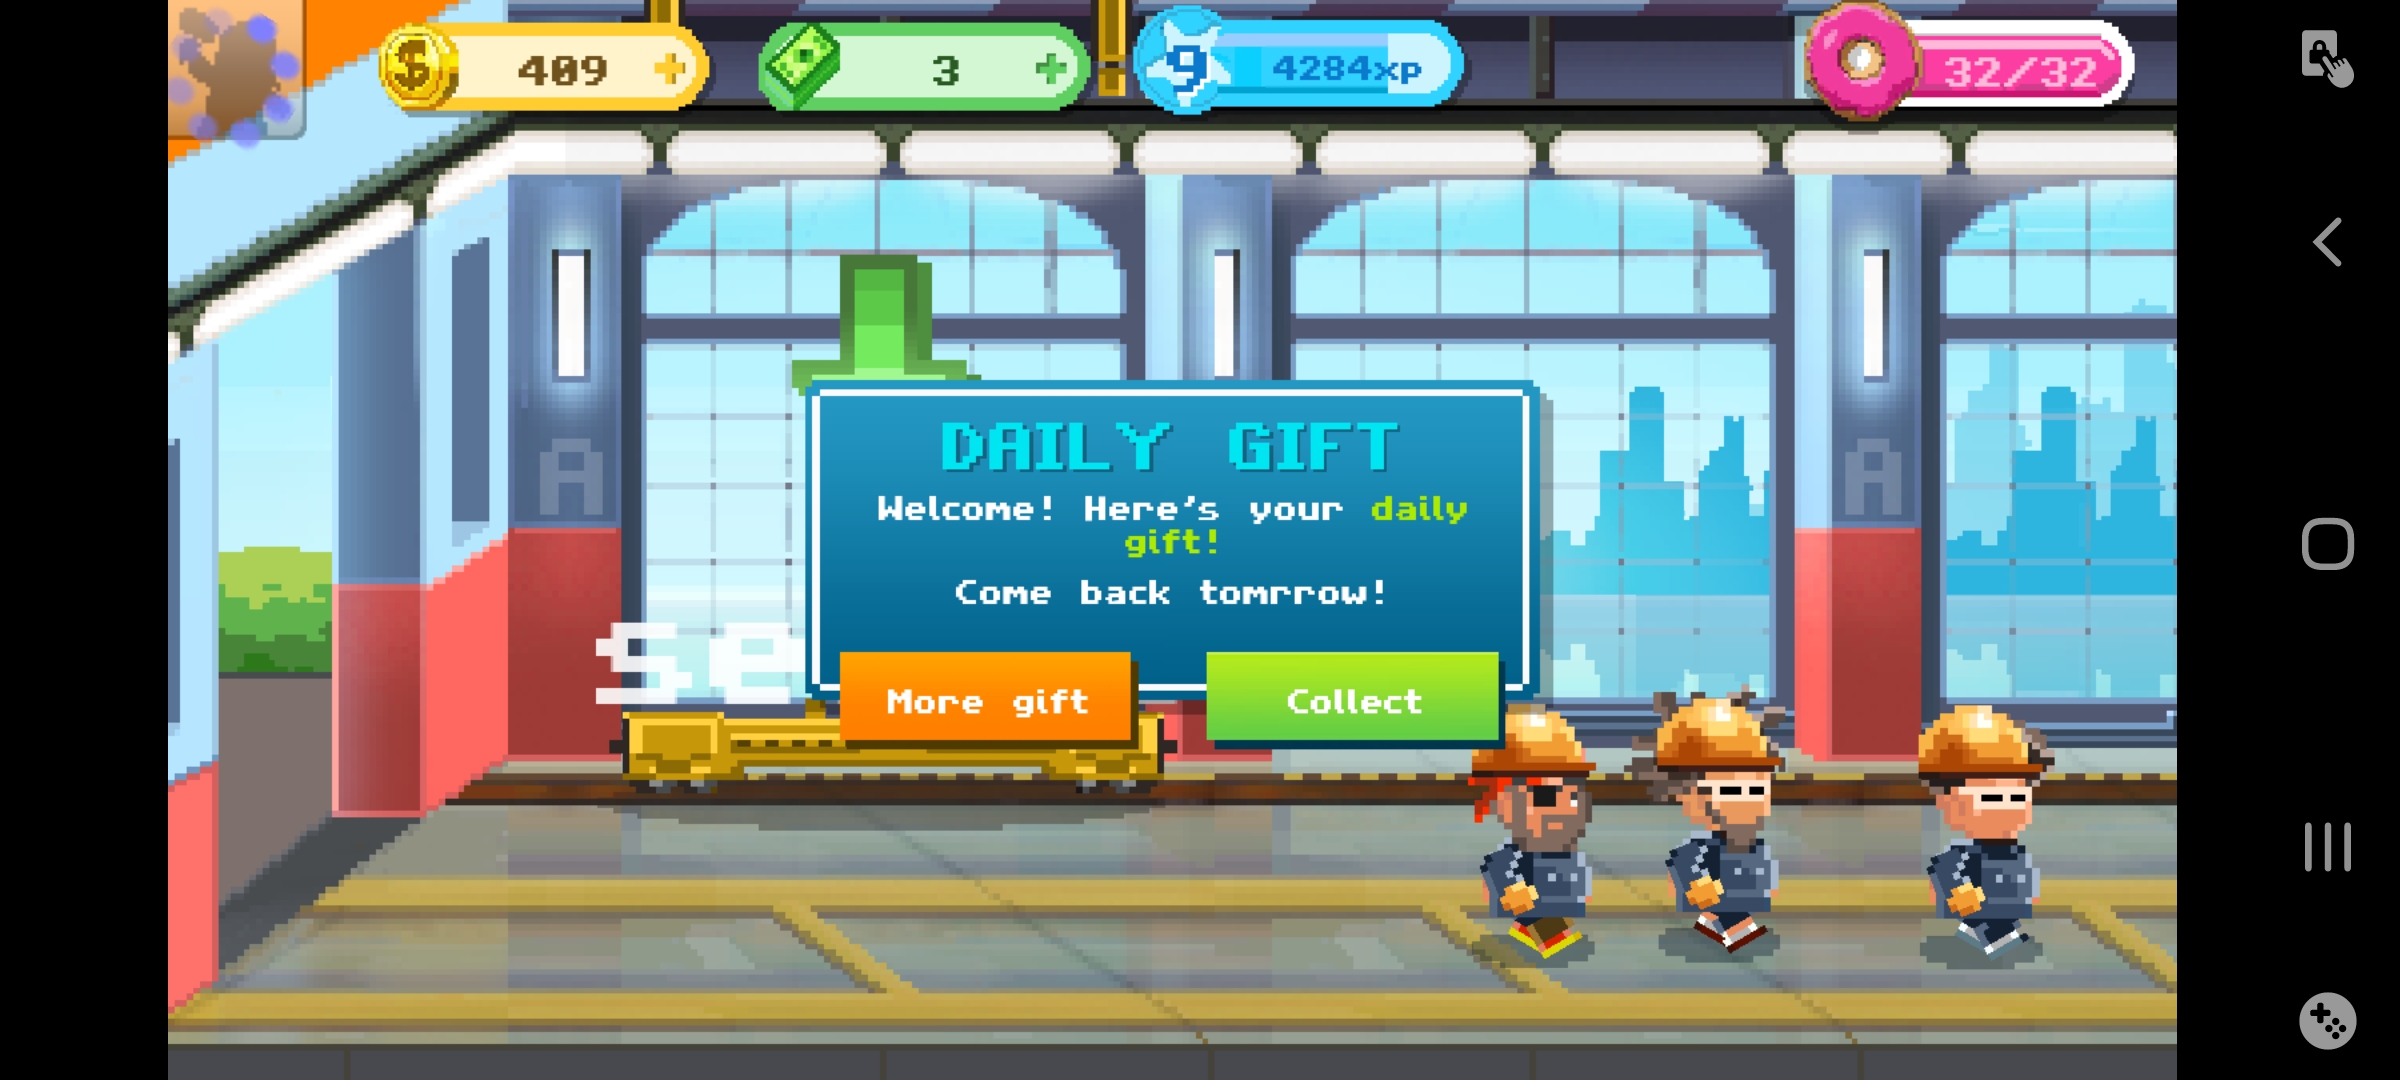 409
3
9
4284xp
32/32
A
A
DAILY GIFT
Welcome! Here's your daily
gift!
Come back tomrrow!
Se
More gift
Collect